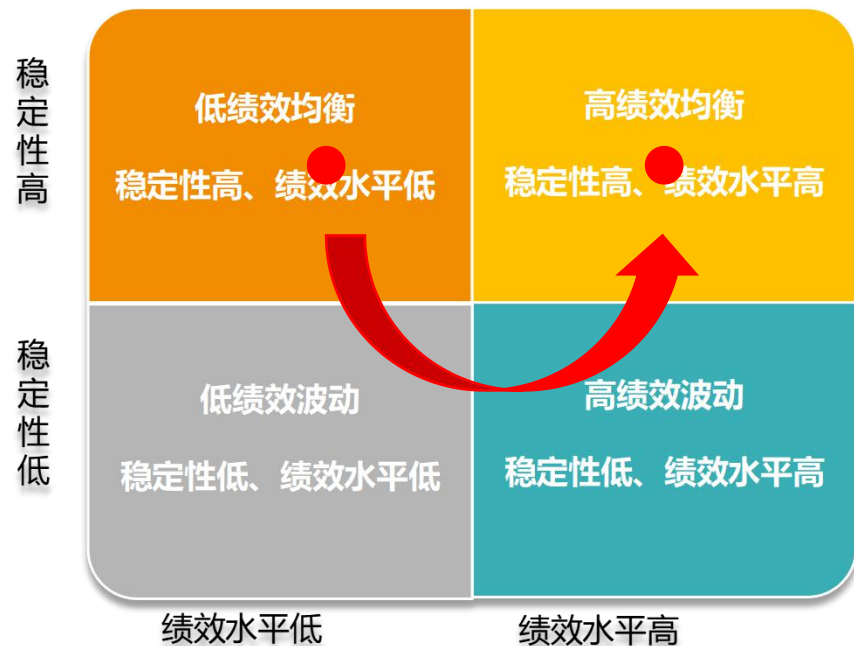 稳定性高
低绩效均衡
稳定性高、绩效水平低
高绩效均衡
稳定性高、绩效水平高
稳定性低
低绩效波动
稳定性低、绩效水平低
高绩效波动
稳定性低、绩效水平高
绩效水平低
绩效水平高